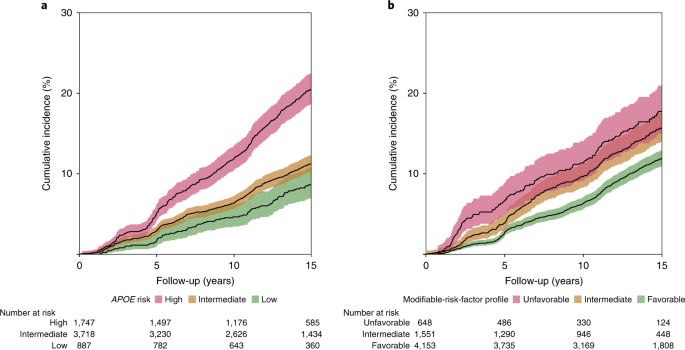 a
30
20
10
Cumulative incidence (%)
0
5
10
15
Follow-up (years)
APOE risk High Intermediate Low
Number at risk
High 1,747 1,497 1,176 585
Intermediate 3,718 3,230 2,626 1,434
Low 887 782 643 360
b
30
20
10
Cumulative incidence (%)
0
5
10
15
Follow-up (years)
Modifiable-risk-factor profile Unfavorable Intermediate Favorable
Number at risk
Unfavorable 648 486 330 124
Intermediate 1,551 1,290 946 448
Favorable 4,153 3,735 3,169 1,808